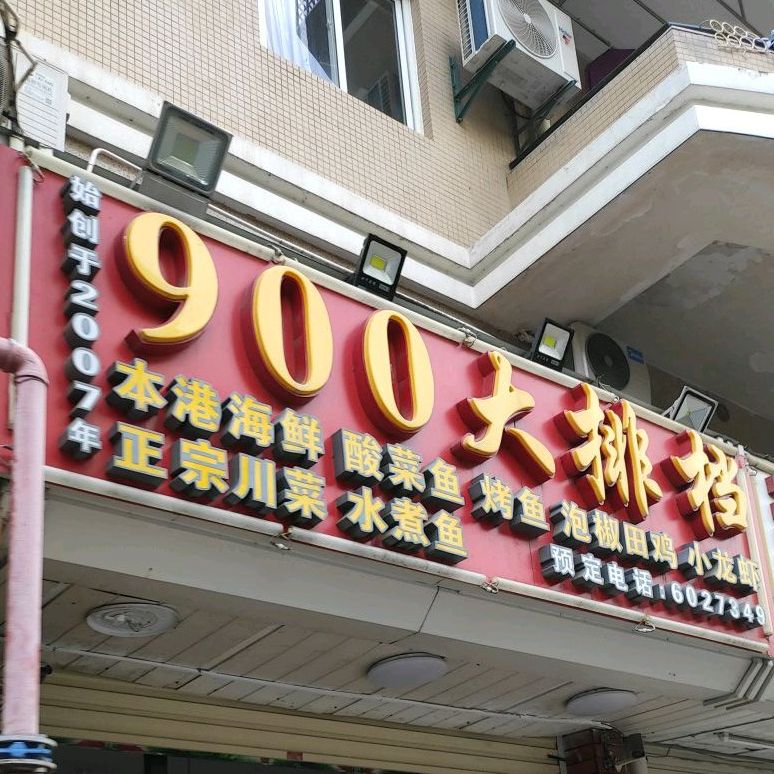 始创于2007年
900大排档
本港海鲜 酸菜鱼 烤鱼 泡椒田鸡 小龙虾
正宗川菜 水煮鱼
预定电话:6027349